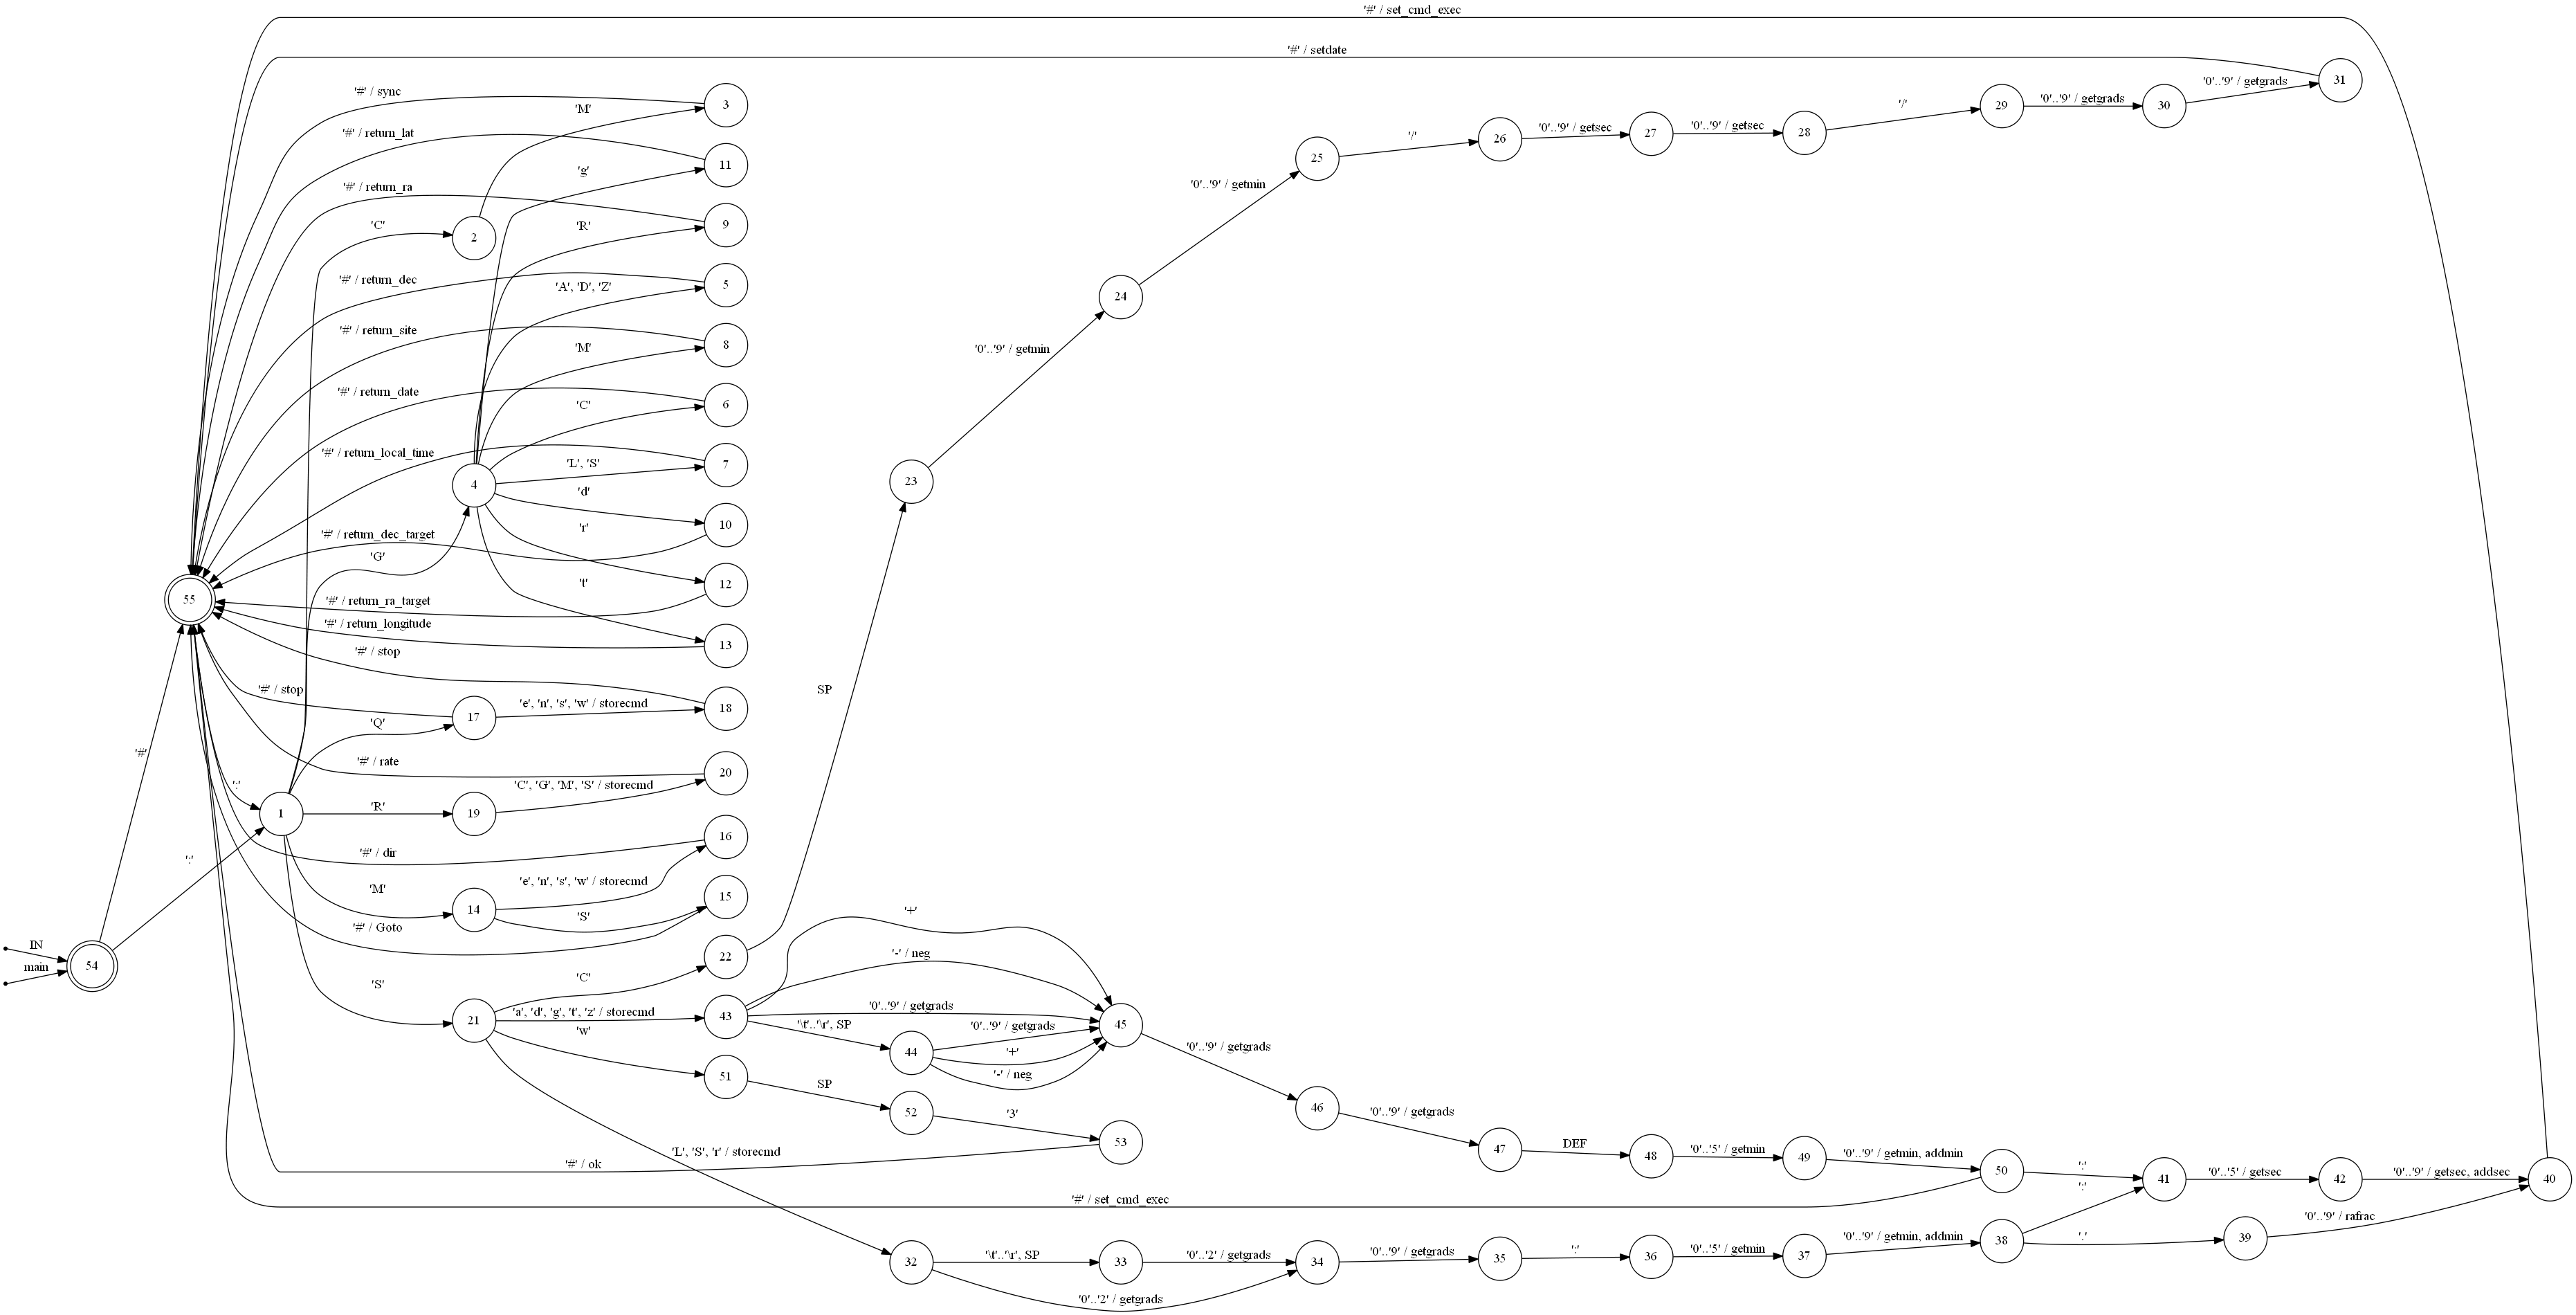 '#' / set_cmd_exec
'#' / setdate
31
'0'..'9' / getgrads
30
'0'..'9' / getgrads
29
'/'
28
'0'..'9' / getsec
27
'0'..'9' / getsec
26
'/'
25
'0'..'9' / getmin
24
'0'..'9' / getmin
23
SP
'#' / sync
'M'
3
'#' / return_lat
'g'
11
'#' / return_ra
'R'
9
'C'
2
'#' / return_dec
'A', 'D', 'Z'
5
'#' / return_site
'M'
8
'#' / return_date
'C'
6
'#' / return_local_time
'L', 'S'
7
4
'd'
10
'#' / return_dec_target
'r'
'G'
12
't'
55
'#' / return_ra_target
'#' / return_longitude
13
'#' / stop
'#' / stop
17
'e', 'n', 's', 'w' / storecmd
18
'Q'
'#'
'#' / rate
20
'C', 'G', 'M', 'S' / storecmd
':'
1
'R'
19
16
'#' / dir
':'
'e', 'n', 's', 'w' / storecmd
'M'
14
15
'S'
'#' / Goto
IN
main
54
22
'C'
'S'
21
'a', 'd', 'g', 't', 'z' / storecmd
'w'
43
'+'
'-' / neg
'0'..'9' / getgrads
'\t'..'\r', SP
44
'0'..'9' / getgrads
'+'
'-' / neg
45
'0'..'9' / getgrads
51
SP
52
'3'
53
46
'0'..'9' / getgrads
47
DEF
48
'0'..'5' / getmin
49
'0'..'9' / getmin, addmin
50
':'
':'
41
'0'..'5' / getsec
42
'0'..'9' / getsec, addsec
40
'L', 'S', 'r' / storecmd
'#' / ok
'#' / set_cmd_exec
32
'\t'..'\r', SP
33
'0'..'2' / getgrads
34
'0'..'9' / getgrads
35
':'
36
'0'..'5' / getmin
37
'0'..'9' / getmin, addmin
38
'.'
39
'0'..'9' / rafrac
'0'..'2' / getgrads